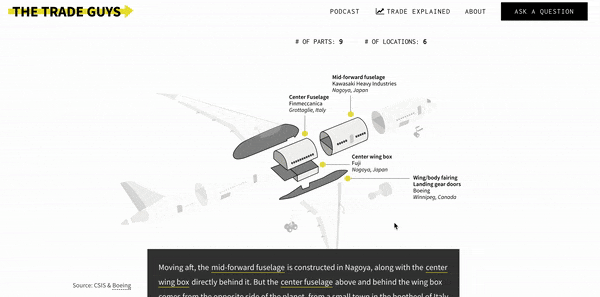 THE TRADE GUYS
PODCAST
TRADE EXPLAINED
ABOUT
ASK A QUESTION
# OF PARTS: 9
# OF LOCATIONS: 6
Mid-forward fuselage
Kawasaki Heavy Industries
Nagoya, Japan
Center Fuselage
Finmeccanica
Grottaglie, Italy
Center wing box
Fuji
Nagoya, Japan
Wing/body fairing
Landing gear doors
Boeing
Winnipeg, Canada
Moving aft, the mid-forward fuselage is constructed in Nagoya, along with the center
wing box directly behind it. But the center fuselage above and behind the wing box
comes from the opposite side of the planet, from a small town in the bootheel of Italy
Source: CSIS & Boeing